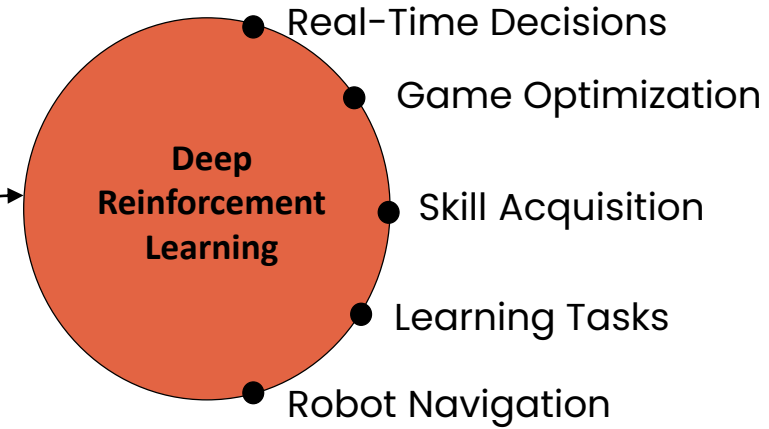 Real-Time Decisions
Game Optimization
Deep
Reinforcement
Learning
Skill Acquisition
Learning Tasks
Robot Navigation